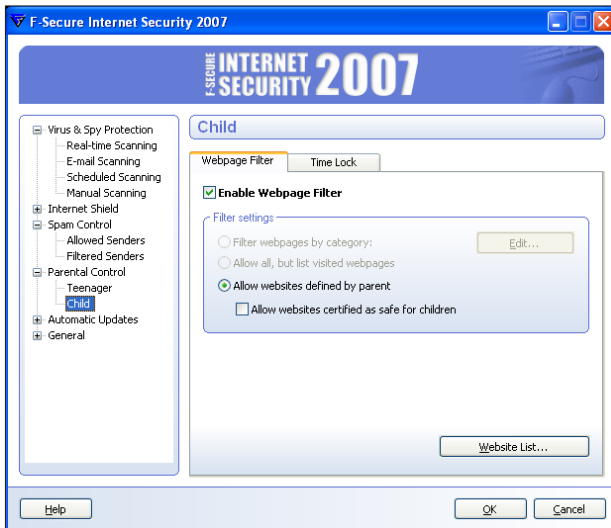 F-Secure Internet Security 2007
F-SECURE INTERNET SECURITY 2007
Virus & Spy Protection
Real-time Scanning
E-mail Scanning
Scheduled Scanning
Manual Scanning
Internet Shield
Spam Control
Allowed Senders
Filtered Senders
Parental Control
Teenager
Child
Automatic Updates
General
Child
Webpage Filter
Time Lock
Enable Webpage Filter
Filter settings
Filter webpages by category:
Edit...
Allow all, but list visited webpages
Allow websites defined by parent
Allow websites certified as safe for children
Website List...
Help
OK
Cancel